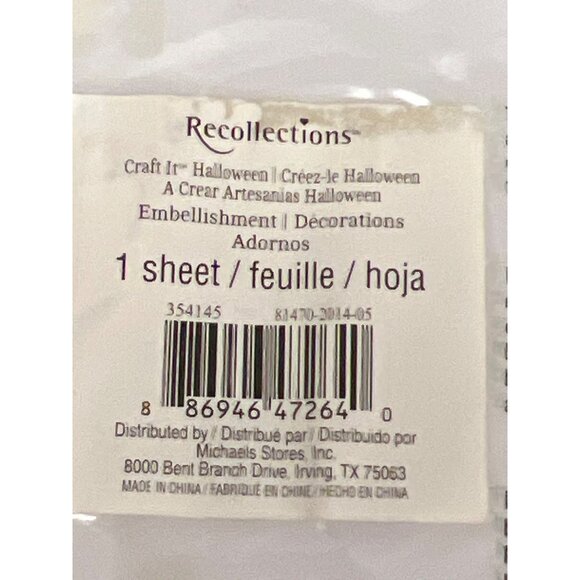 Recollections™
Craft It™ Halloween | Créez-le Halloween
A Crear Artesanias Halloween
Embellishment | Décorations
Adornos
1 sheet / feuille / hoja
354145 81470-2014-05
8 86946 47264 0
Distributed by / Distribué par / Distribuido por
Michaels Stores, Inc.
8000 Bent Branch Drive, Irving, TX 75063
MADE IN CHINA / FABRIQUÉ EN CHINE / HECHO EN CHINA